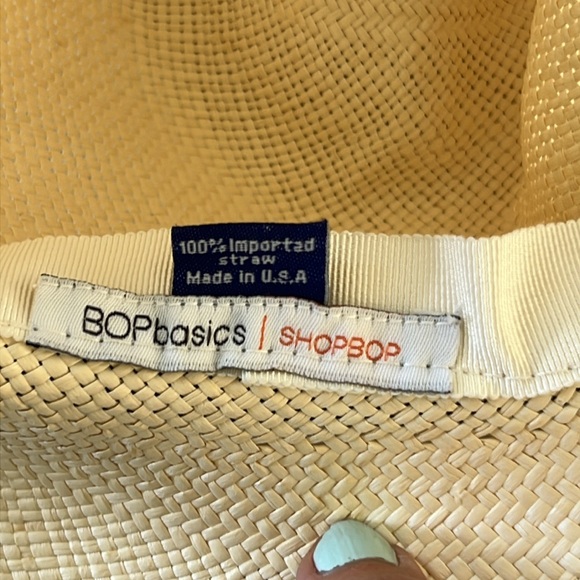 100% Imported
straw
Made in U.S.A
BOPbasics | SHOPBOP